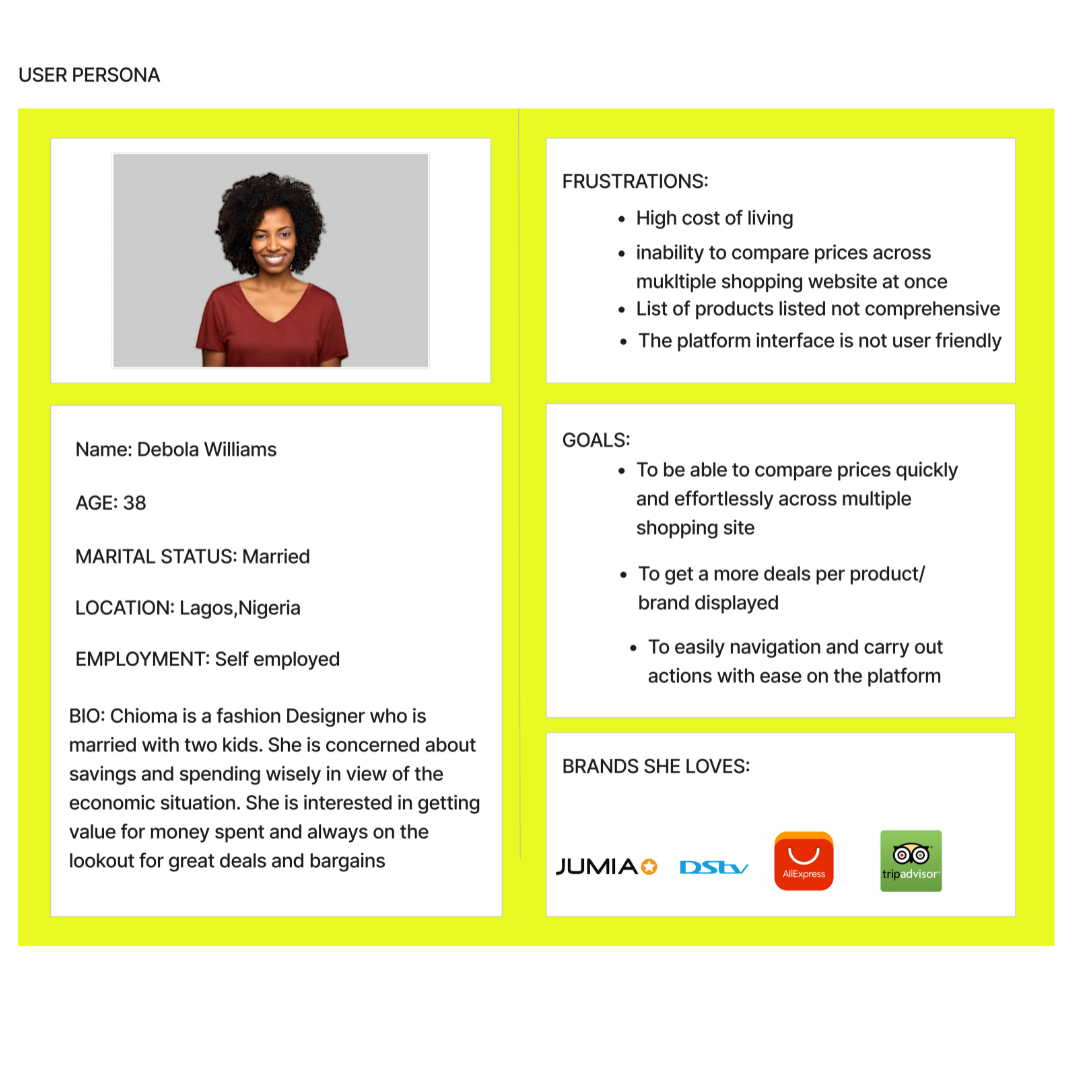 USER PERSONA
Name: Debola Williams
AGE: 38
MARITAL STATUS: Married
LOCATION: Lagos,Nigeria
EMPLOYMENT: Self employed
BIO: Chioma is a fashion Designer who is
married with two kids. She is concerned about
savings and spending wisely in view of the
economic situation. She is interested in getting
value for money spent and always on the
lookout for great deals and bargains
FRUSTRATIONS:
• High cost of living
• inability to compare prices across
mukltiple shopping website at once
• List of products listed not comprehensive
• The platform interface is not user friendly
GOALS:
• To be able to compare prices quickly
and effortlessly across multiple
shopping site
• To get a more deals per product/
brand displayed
• To easily navigation and carry out
actions with ease on the platform
BRANDS SHE LOVES:
JUMIA
DStv
AliExpress
tripadvisor